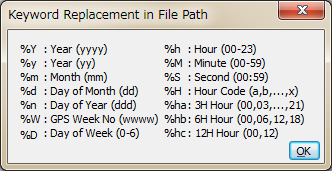 Keyword Replacement in File Path
%Y : Year (yyyy) %h : Hour (00-23)
%y : Year (yy) %M : Minute (00-59)
%m : Month (mm) %S : Second (00:59)
%d : Day of Month (dd) %H : Hour Code (a,b,...,x)
%n : Day of Year (ddd) %ha: 3H Hour (00,03,...,21)
%W : GPS Week No (wwww) %hb: 6H Hour (00,06,12,18)
%D : Day of Week (0-6) %hc: 12H Hour (00,12)
OK